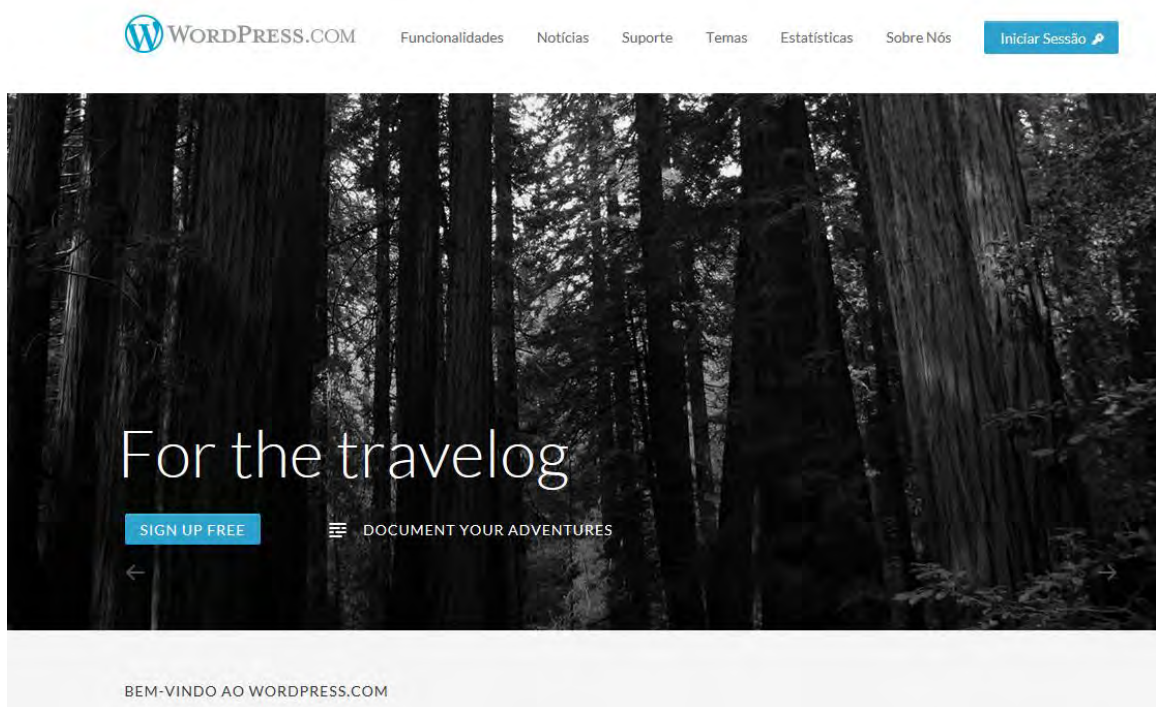 WORDPRESS.COM Funcionalidades Notícias Suporte Temas Estatísticas Sobre Nós Iniciar Sessão
For the travelog
SIGN UP FREE DOCUMENT YOUR ADVENTURES
BEM-VINDO AO WORDPRESS.COM